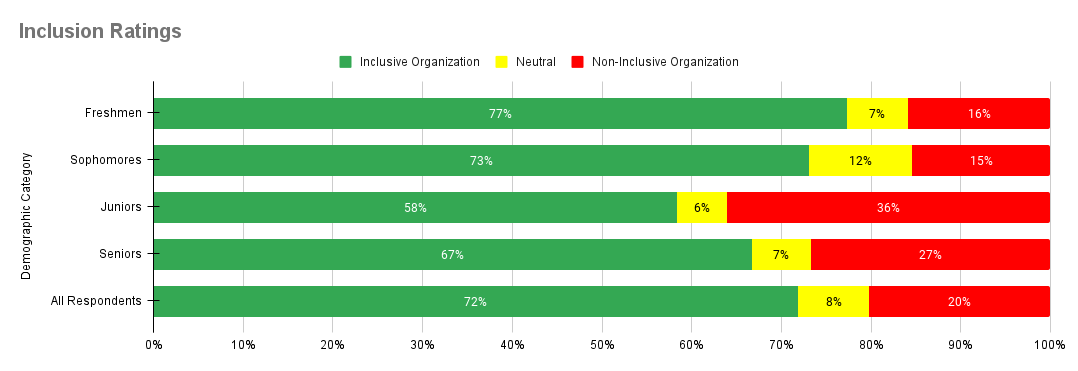 Inclusion Ratings
Inclusive Organization Neutral Non-Inclusive Organization
Demographic Category
Freshmen 77% 7% 16%
Sophomores 73% 12% 15%
Juniors 58% 6% 36%
Seniors 67% 7% 27%
All Respondents 72% 8% 20%
0% 10% 20% 30% 40% 50% 60% 70% 80% 90% 100%